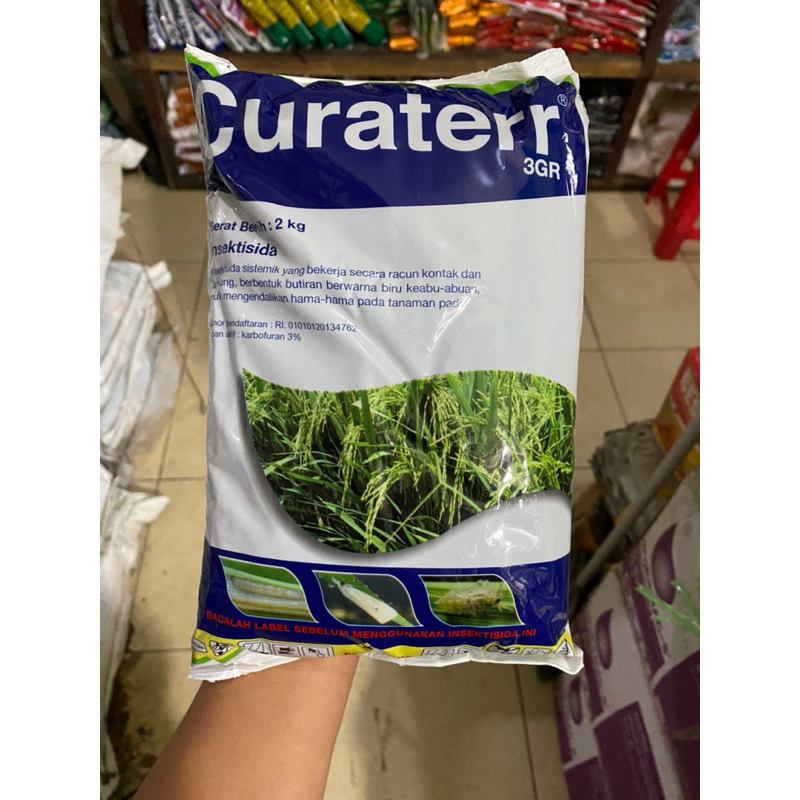 Curaterr®
3GR
Berat Bersih : 2 kg
Insektisida
Insektisida sistemik yang bekerja secara racun kontak dan
lambung, berbentuk butiran berwarna biru keabu-abuan,
untuk mengendalikan hama-hama pada tanaman padi
Nomor Pendaftaran : RI. 01010120134762
Bahan aktif : karbofuran 3%
BACALAH LABEL SEBELUM MENGGUNAKAN INSEKTISIDA INI